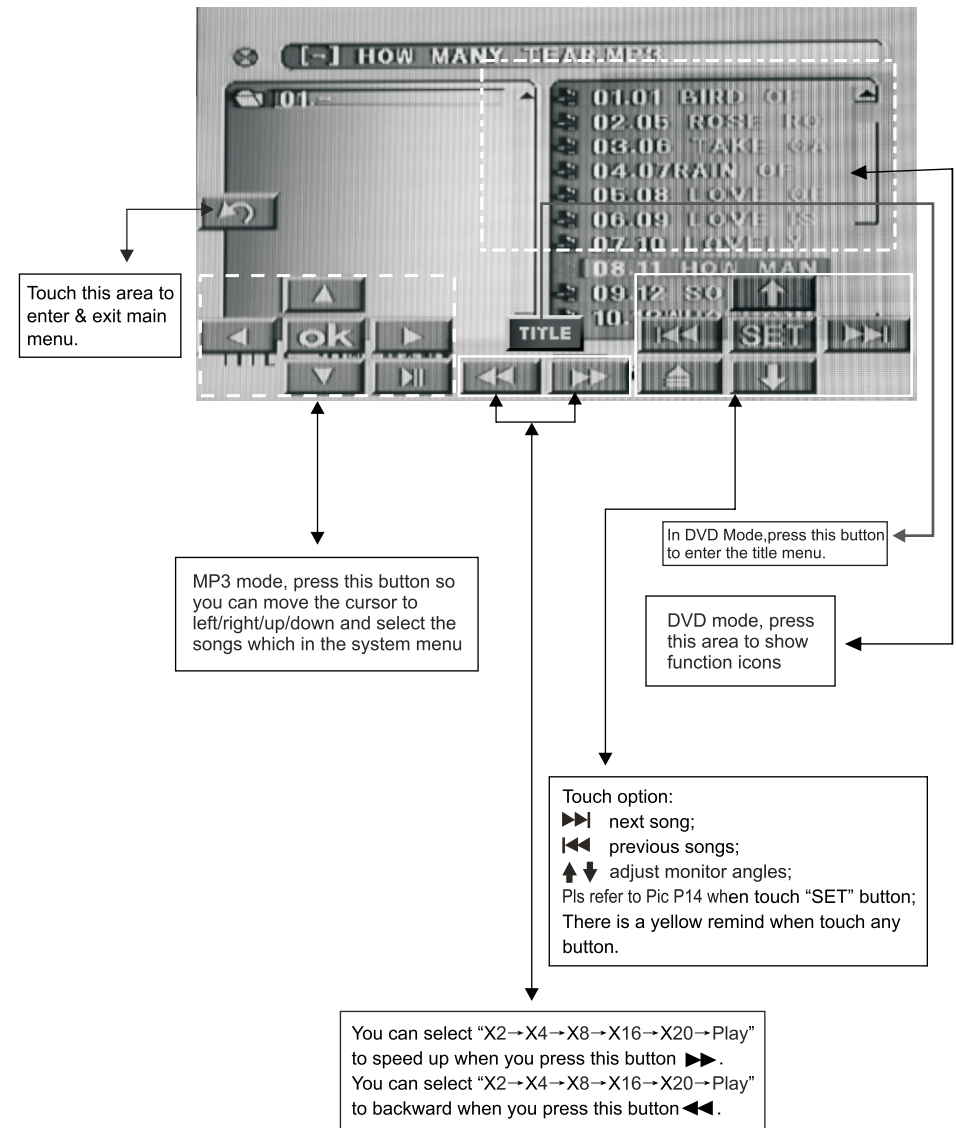 [-] HOW MANY TEAR.MP3
01.-
01.01 BIRD OF
02.05 ROSE RO
03.06 TAKE CA
04.07RAIN OF
05.08 LOVE OF
06.09 LOVE IS
07.10 LOVELY
08.11 HOW MAN
09.12 SO
10.
ok
TITLE
SET
Touch this area to
enter & exit main
menu.
In DVD Mode,press this button
to enter the title menu.
MP3 mode, press this button so
you can move the cursor to
left/right/up/down and select the
songs which in the system menu
DVD mode, press
this area to show
function icons
Touch option:
next song;
previous songs;
adjust monitor angles;
Pls refer to Pic P14 when touch “SET” button;
There is a yellow remind when touch any
button.
You can select “X2→X4→X8→X16→X20→Play”
to speed up when you press this button ▶▶.
You can select “X2→X4→X8→X16→X20→Play”
to backward when you press this button ◀◀.